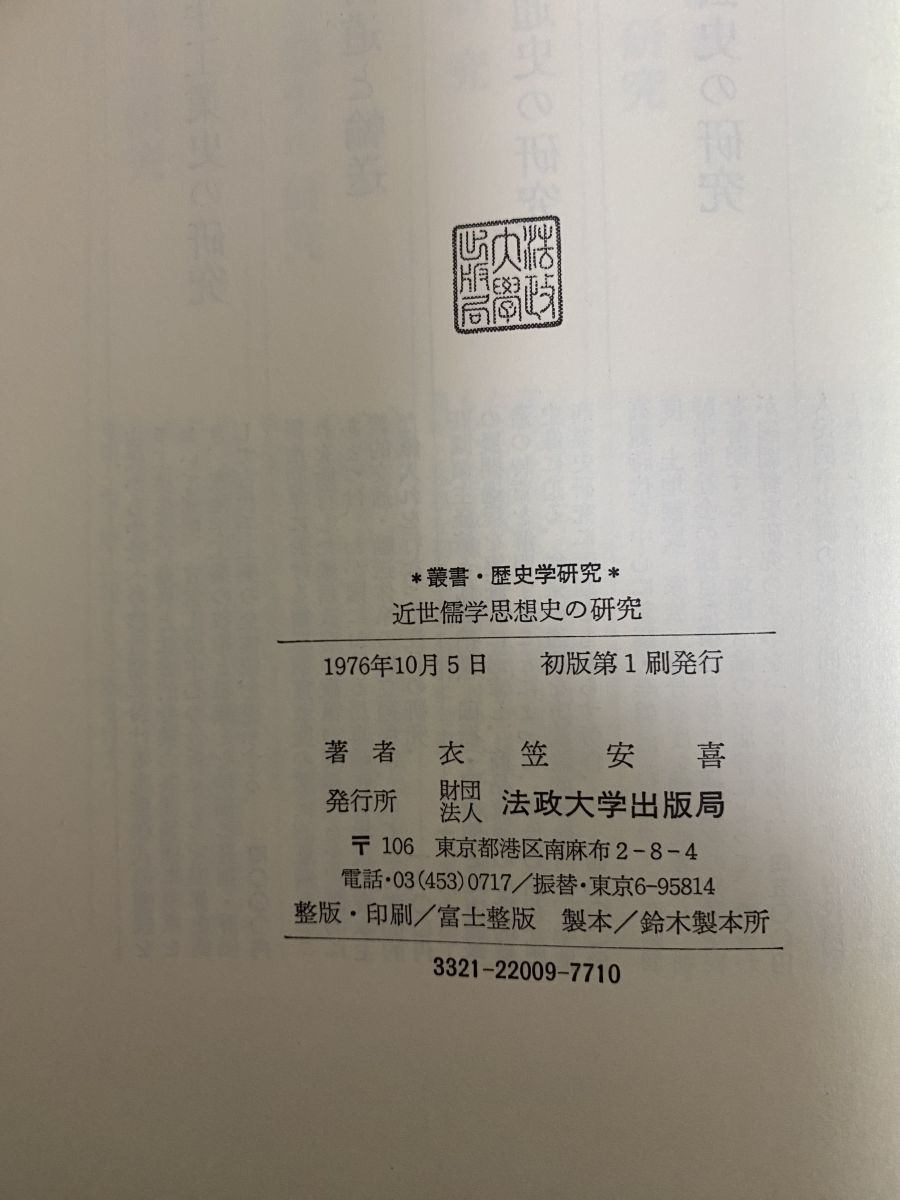 法政
大學
出版局
*叢書・歴史学研究*
近世儒学思想史の研究
1976年10月5日 初版第1刷発行
著者 衣笠安喜
発行所 財団法人 法政大学出版局
〒106 東京都港区南麻布2-8-4
電話・03(453)0717/振替・東京6-95814
整版・印刷/富士整版 製本/鈴木製本所
3321-22009-7710